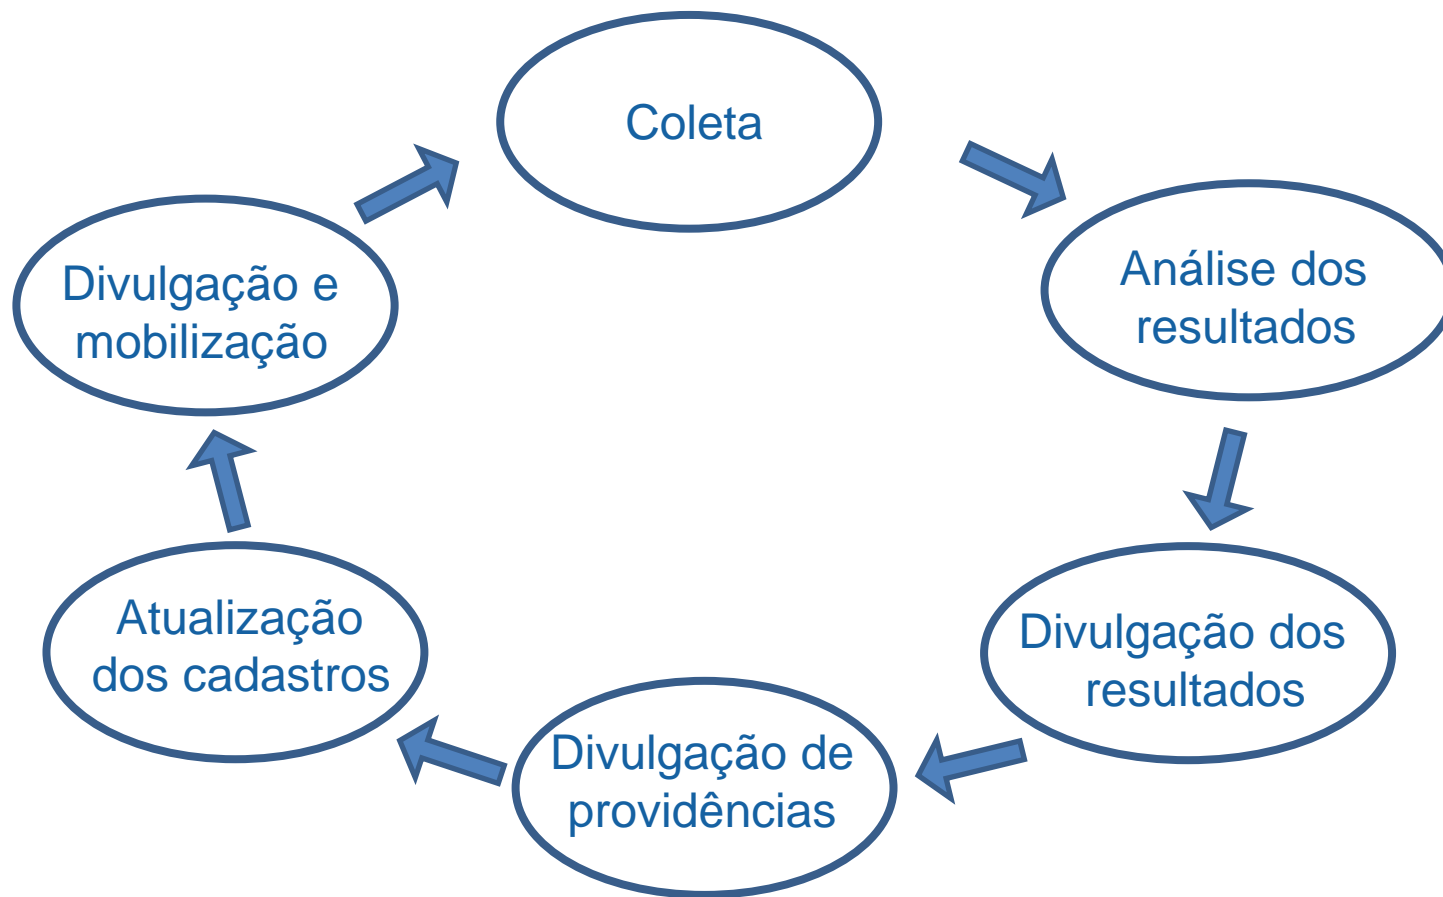 Coleta
Análise dos
resultados
Divulgação dos
resultados
Divulgação de
providências
Atualização
dos cadastros
Divulgação e
mobilização